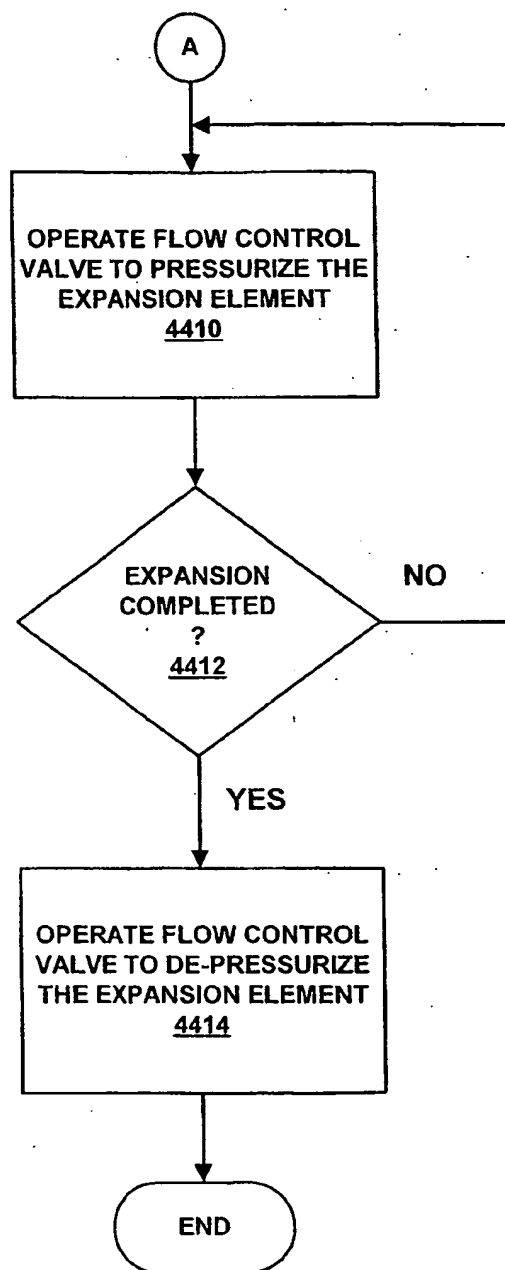 A
OPERATE FLOW CONTROL
VALVE TO PRESSURIZE THE
EXPANSION ELEMENT
4410
EXPANSION
COMPLETED
?
4412
NO
YES
OPERATE FLOW CONTROL
VALVE TO DE-PRESSURIZE
THE EXPANSION ELEMENT
4414
END